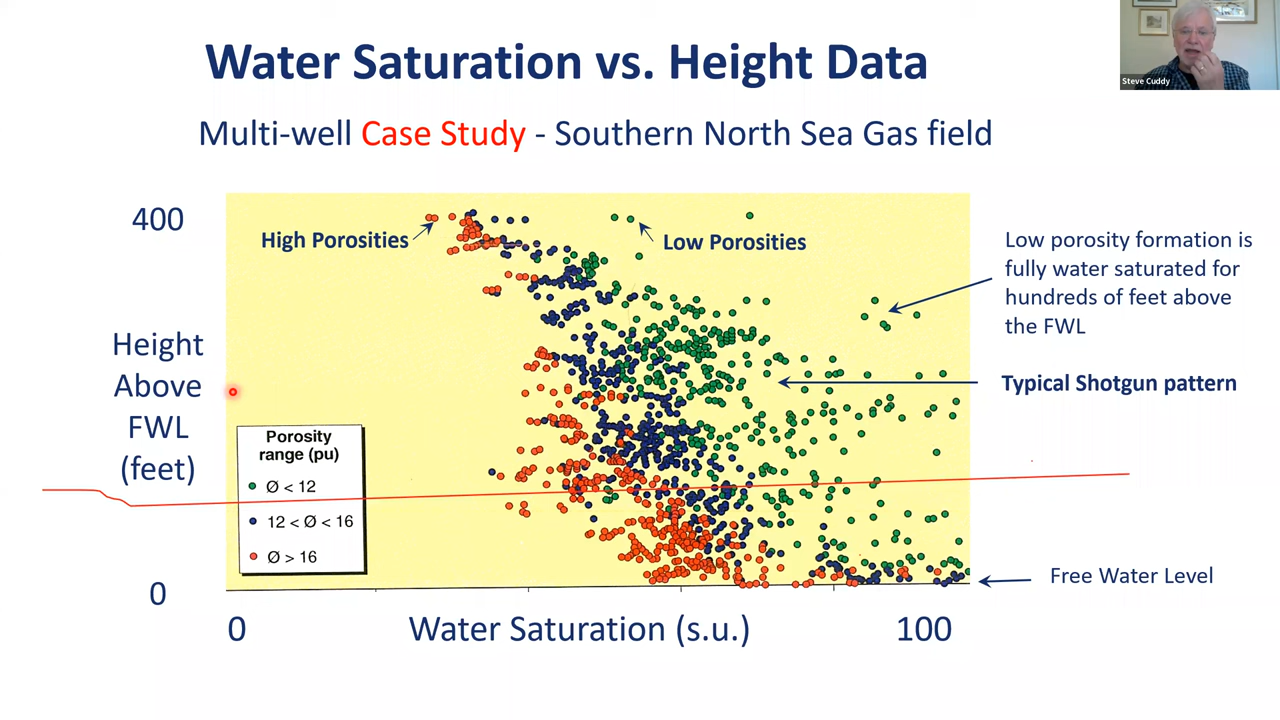 Water Saturation vs. Height Data
Steve Cuddy
Multi-well Case Study - Southern North Sea Gas field
400
High Porosities
Low Porosities
Low porosity formation is
fully water saturated for
hundreds of feet above
the FWL
Height
Above
FWL
(feet)
Typical Shotgun pattern
Porosity
range (pu)
Ø < 12
12 < Ø < 16
Ø > 16
Free Water Level
0
0
Water Saturation (s.u.)
100